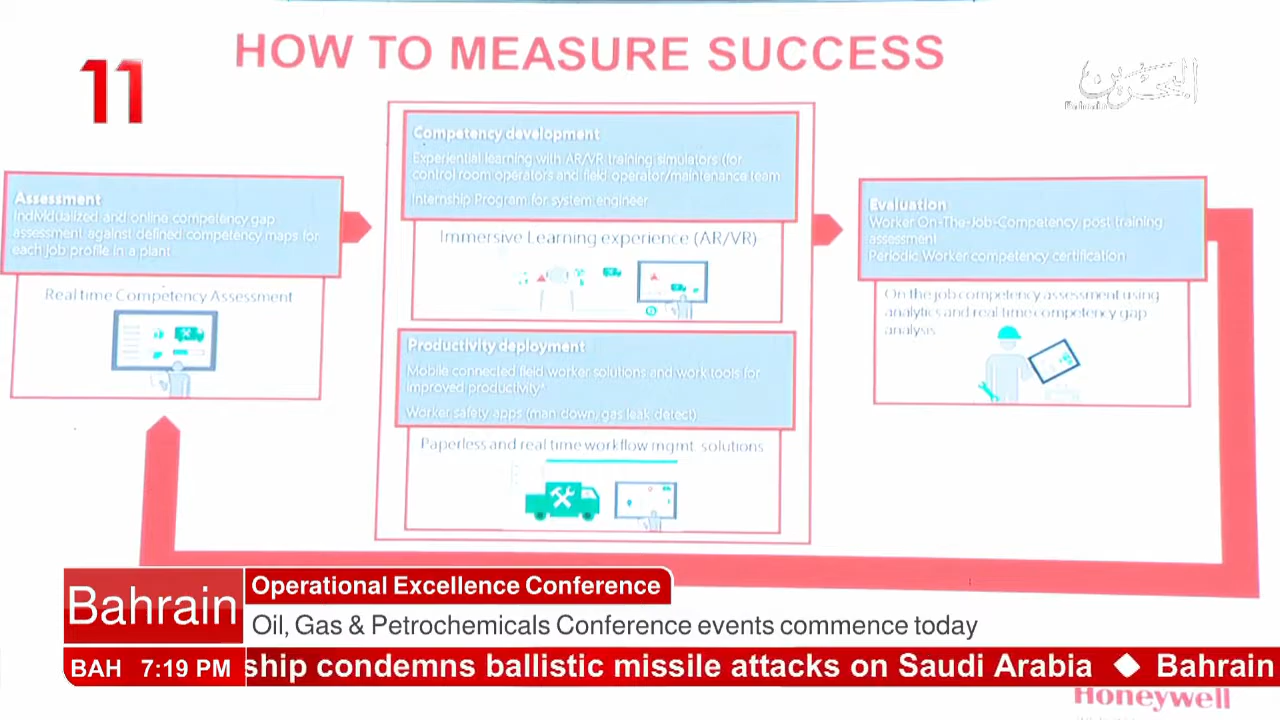 HOW TO MEASURE SUCCESS
11
البحرين
Assessment
Individualized and online competency gap
assessment against defined competency maps for
each job profile in a plant
Real time Competency Assessment
Competency development
Experiential learning with AR/VR training simulators (for
control room operators and field operator/maintenance team
Internship Program for system engineer
Immersive Learning experience (AR/VR)
Productivity deployment
Mobile connected field worker solutions and work tools for
improved productivity*
Worker safety apps (man down, gas leak detect)
Paperless and real time workflow mgmt. solutions
Evaluation
Worker On-The-Job-Competency post training
assessment
Periodic Worker competency certification
On the job competency assessment using
analytics and real time competency gap
analysis
Bahrain
Operational Excellence Conference
Oil, Gas & Petrochemicals Conference events commence today
BAH 7:19 PM
ship condemns ballistic missile attacks on Saudi Arabia ◆ Bahrain
Honeywell